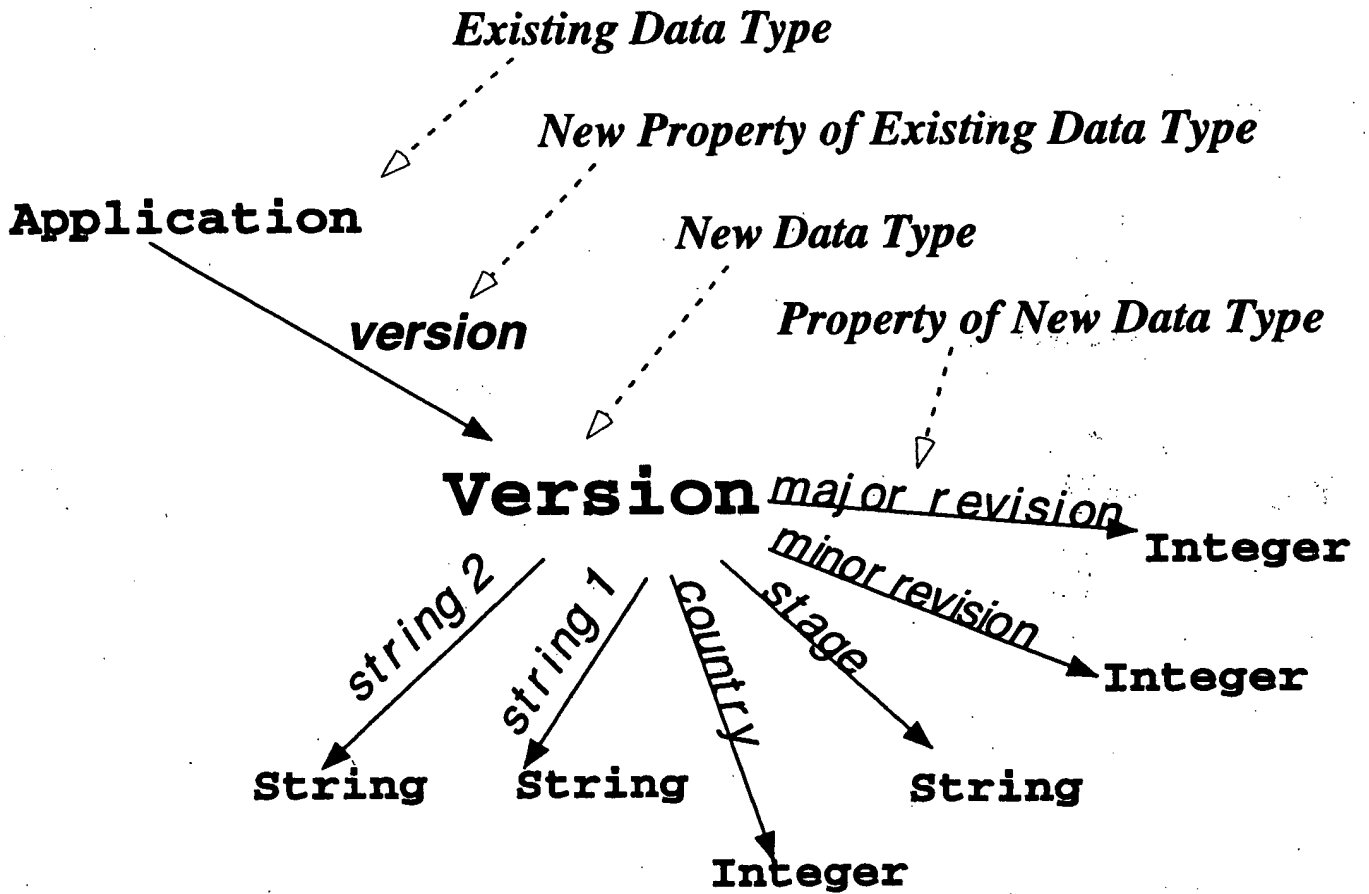 Existing Data Type
New Property of Existing Data Type
Application
New Data Type
version
Property of New Data Type
Version
major revision
Integer
minor revision
Integer
stage
String
country
Integer
string 1
String
string 2
String